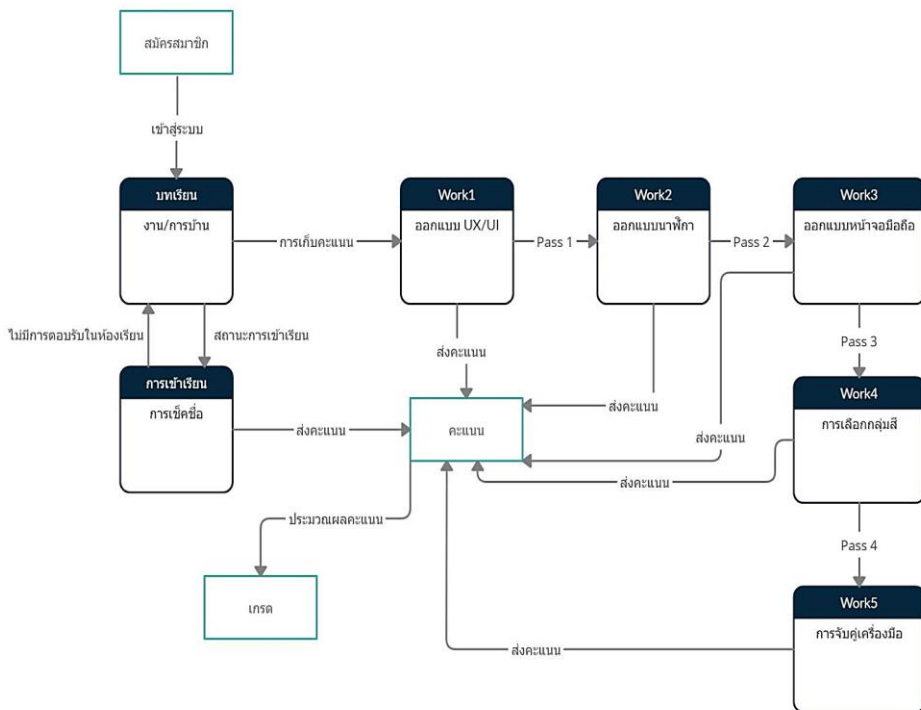 สมัครสมาชิก
เข้าสู่ระบบ
บทเรียน
งาน/การบ้าน
การเก็บคะแนน
Work1
ออกแบบ UX/UI
Pass 1
Work2
ออกแบบนาฬิกา
Pass 2
Work3
ออกแบบหน้าจอมือถือ
ไม่มีการตอบรับในห้องเรียน
สถานะการเข้าเรียน
ส่งคะแนน
Pass 3
การเข้าเรียน
การเช็คชื่อ
ส่งคะแนน
คะแนน
ส่งคะแนน
ส่งคะแนน
Work4
การเลือกกลุ่มสี
ส่งคะแนน
ประมวณผลคะแนน
Pass 4
เกรด
Work5
การจับคู่เครื่องมือ
ส่งคะแนน